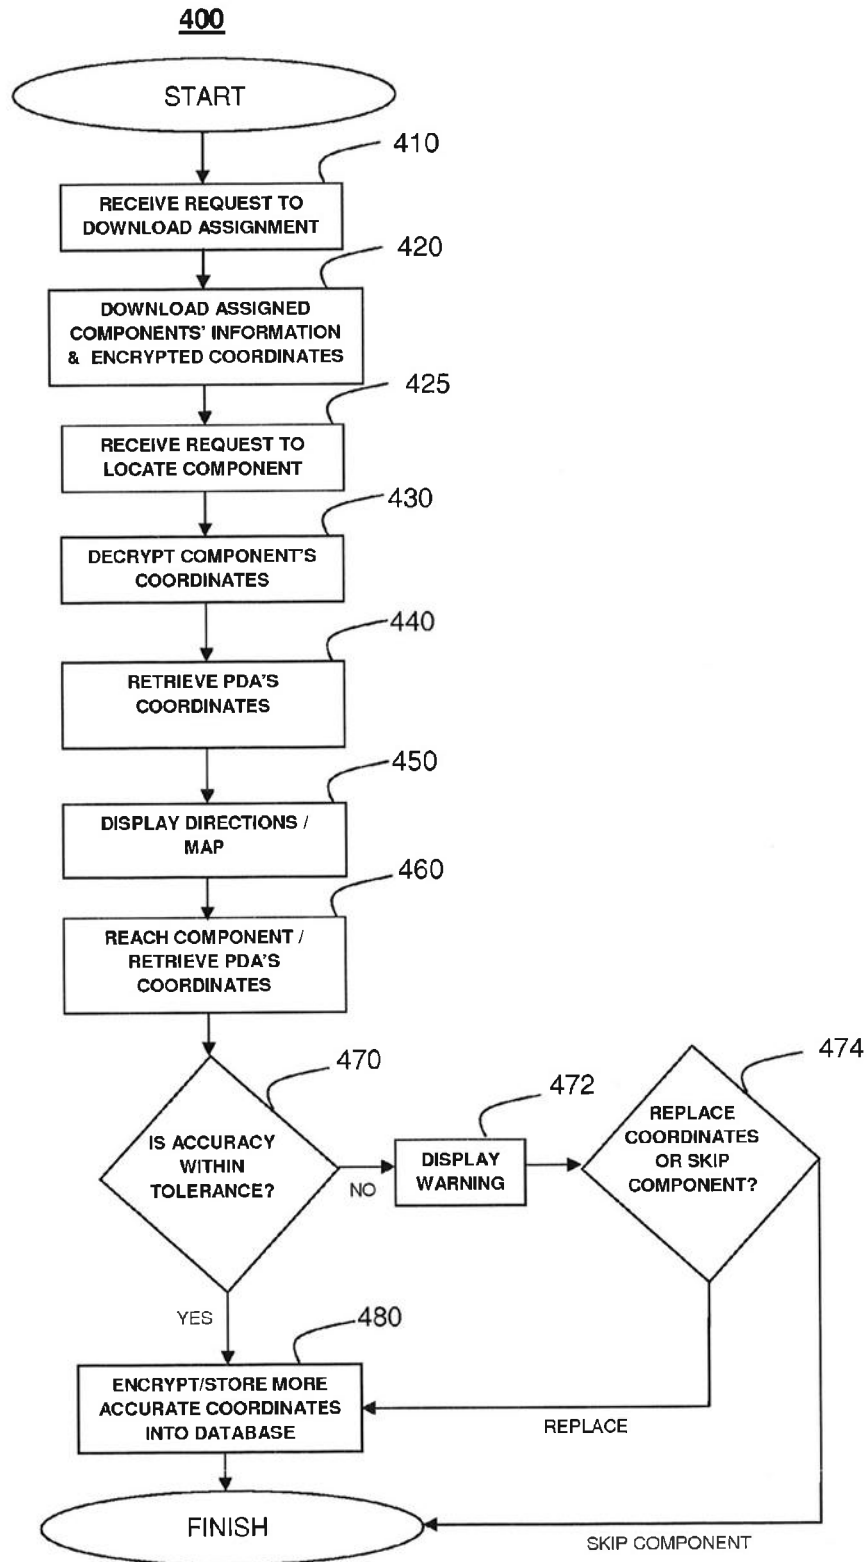 400
START
410
RECEIVE REQUEST TO
DOWNLOAD ASSIGNMENT
420
DOWNLOAD ASSIGNED
COMPONENTS' INFORMATION
& ENCRYPTED COORDINATES
425
RECEIVE REQUEST TO
LOCATE COMPONENT
430
DECRYPT COMPONENT'S
COORDINATES
440
RETRIEVE PDA'S
COORDINATES
450
DISPLAY DIRECTIONS /
MAP
460
REACH COMPONENT /
RETRIEVE PDA'S
COORDINATES
470
IS ACCURACY
WITHIN
TOLERANCE?
NO
472
DISPLAY
WARNING
474
REPLACE
COORDINATES
OR SKIP
COMPONENT?
YES
480
ENCRYPT/STORE MORE
ACCURATE COORDINATES
INTO DATABASE
REPLACE
FINISH
SKIP COMPONENT